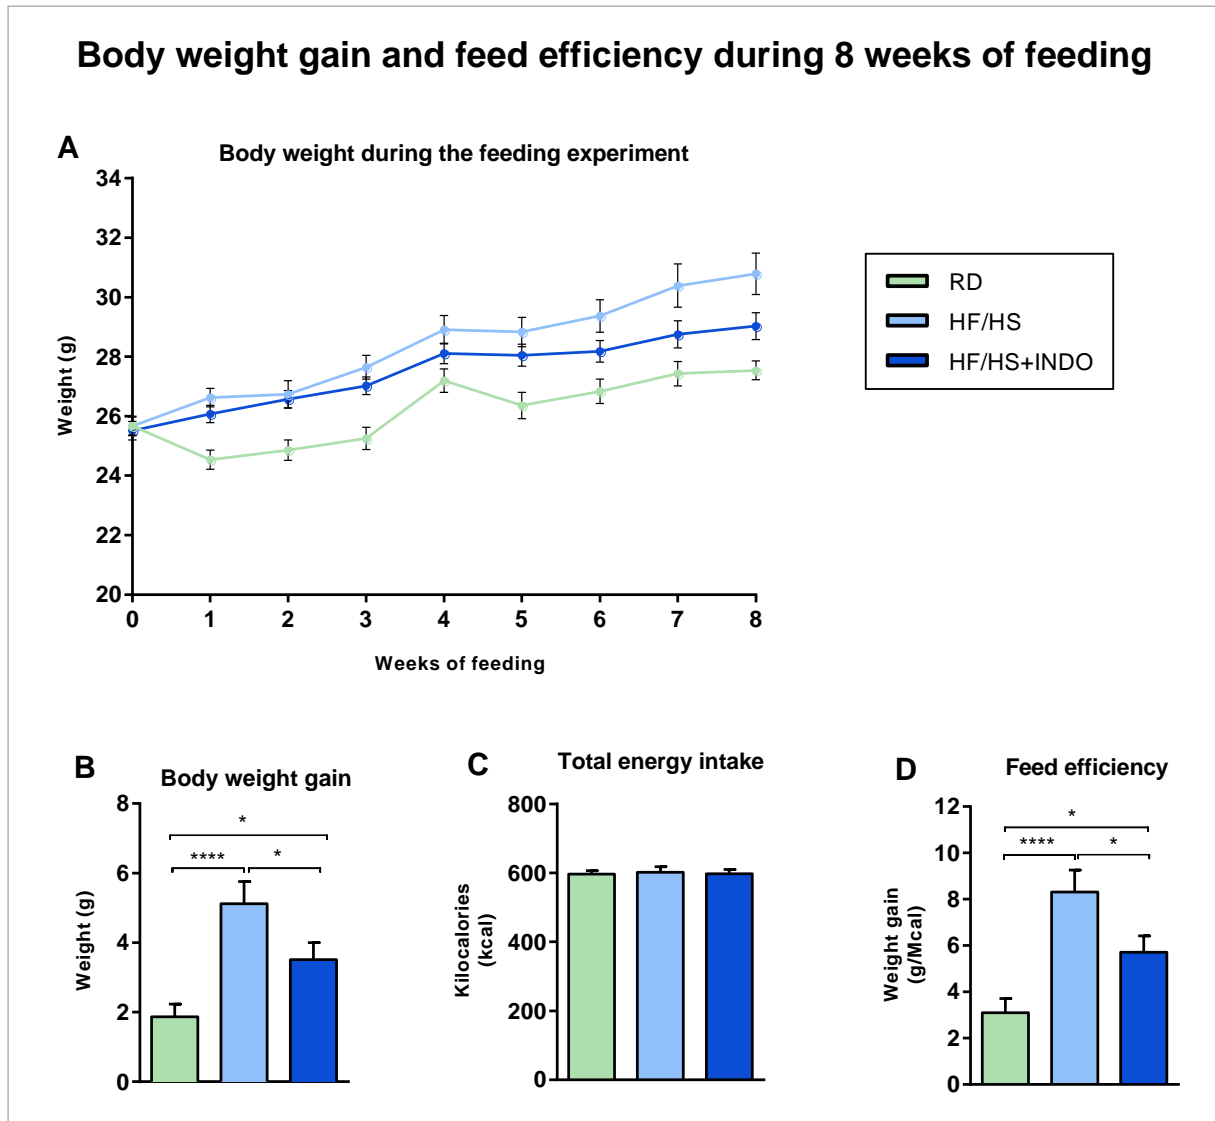 Body weight gain and feed efficiency during 8 weeks of feeding
A
Body weight during the feeding experiment
34
32
30
28
26
24
22
20
Weight (g)
0 1 2 3 4 5 6 7 8
Weeks of feeding
RD
HF/HS
HF/HS+INDO
B
Body weight gain
8
6
4
2
0
Weight (g)
*
**** *
C
Total energy intake
800
600
400
200
0
Kilocalories
(kcal)
D
Feed efficiency
12
10
8
6
4
2
0
Weight gain
(g/Mcal)
*
**** *